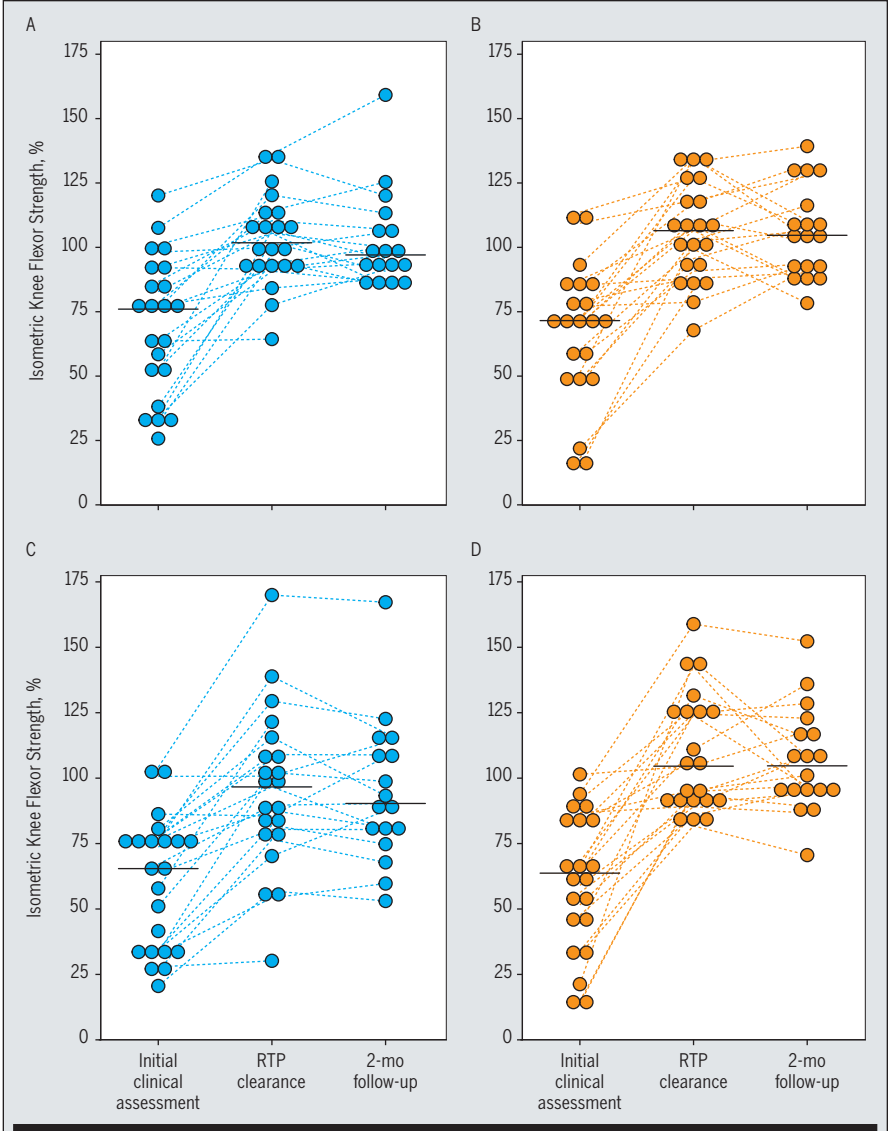 A
B
175
150
125
100
75
50
25
0
Isometric Knee Flexor Strength, %
175
150
125
100
75
50
25
0
C
D
175
150
125
100
75
50
25
0
Isometric Knee Flexor Strength, %
175
150
125
100
75
50
25
0
Initial
clinical
assessment
RTP
clearance
2-mo
follow-up
Initial
clinical
assessment
RTP
clearance
2-mo
follow-up